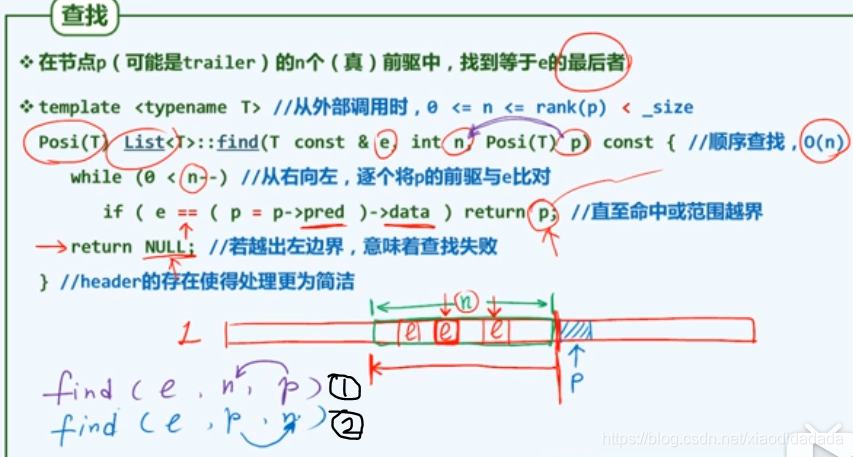 查找
❖在节点p（可能是trailer）的n个（真）前驱中，找到等于e的最后者
❖template <typename T> //从外部调用时，0 <= n <= rank(p) < _size
Posi(T) List<T>::find(T const & e, int n, Posi(T) p) const { //顺序查找，O(n)
while (0 < n--) //从右向左，逐个将p的前驱与e比对
if ( e == ( p = p->pred )->data ) return p; //直至命中或范围越界
return NULL; //若越出左边界，意味着查找失败
} //header的存在使得处理更为简洁
n
1 e e e
p
find ( e , n , p ) ①
find ( e , p , n ) ②
https://blog.csdn.net/xiaodidadada